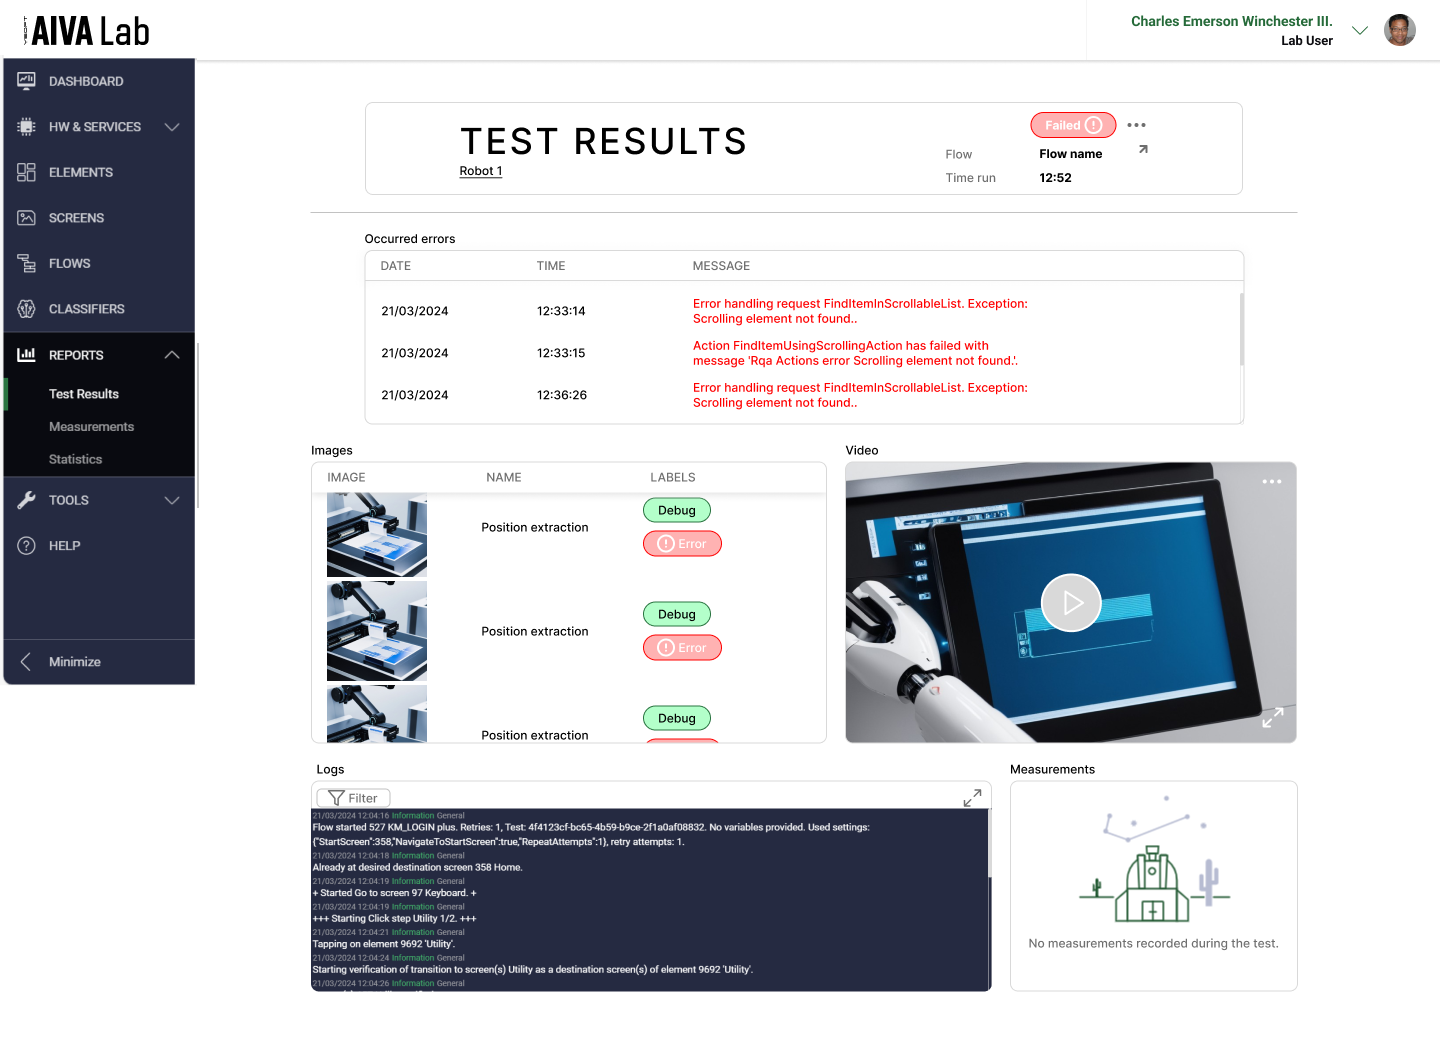 AIVA Lab
Charles Emerson Winchester III.
Lab User
DASHBOARD
HW & SERVICES
ELEMENTS
SCREENS
FLOWS
CLASSIFIERS
REPORTS
Test Results
Measurements
Statistics
TOOLS
HELP
Minimize
TEST RESULTS
Robot 1
Failed
Flow Flow name
Time run 12:52
Occurred errors
DATE TIME MESSAGE
21/03/2024 12:33:14 Error handling request FindItemInScrollableList. Exception:
Scrolling element not found..
21/03/2024 12:33:15 Action FindItemUsingScrollingAction has failed with
message 'Rqa Actions error Scrolling element not found.'.
21/03/2024 12:36:26 Error handling request FindItemInScrollableList. Exception:
Scrolling element not found..
Images
IMAGE NAME LABELS
Position extraction Debug
Error
Position extraction Debug
Error
Position extraction Debug
Video
Logs
Filter
21/03/2024 12:04:16 Information General
Flow started 527 KM_LOGIN plus. Retries: 1, Test: 4f4123cf-bc65-4b59-b9ce-2f1a0af08832. No variables provided. Used settings:
{"StartScreen":358,"NavigateToStartScreen":true,"RepeatAttempts":1}, retry attempts: 1.
21/03/2024 12:04:18 Information General
Already at desired destination screen 358 Home.
21/03/2024 12:04:19 Information General
+ Started Go to screen 97 Keyboard. +
21/03/2024 12:04:19 Information General
+++ Starting Click step Utility 1/2. +++
21/03/2024 12:04:21 Information General
Tapping on element 9692 'Utility'.
21/03/2024 12:04:24 Information General
Starting verification of transition to screen(s) Utility as a destination screen(s) of element 9692 'Utility'.
21/03/2024 12:04:26 Information General
Measurements
No measurements recorded during the test.